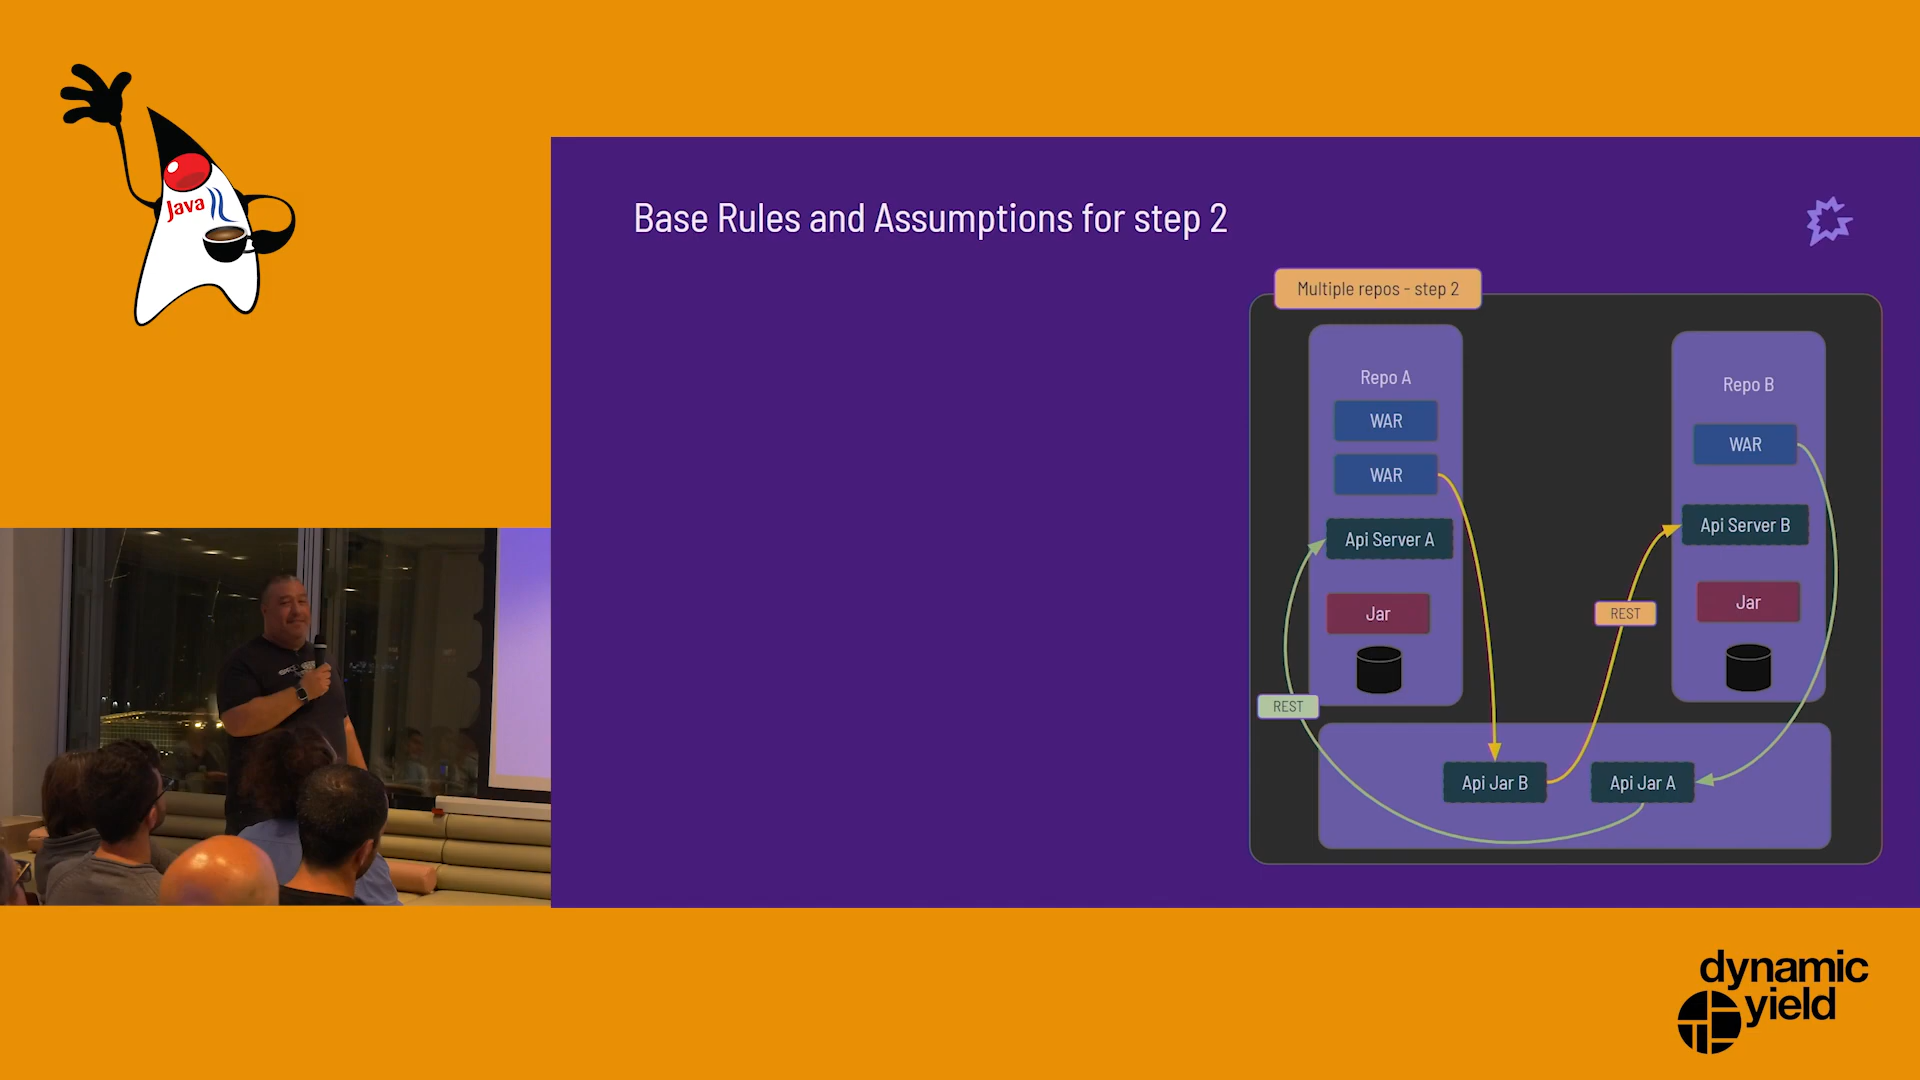 Java
Base Rules and Assumptions for step 2
Multiple repos - step 2
Repo A
WAR
WAR
Api Server A
Jar
REST
Repo B
WAR
Api Server B
REST
Jar
Api Jar B
Api Jar A
dynamic
yield